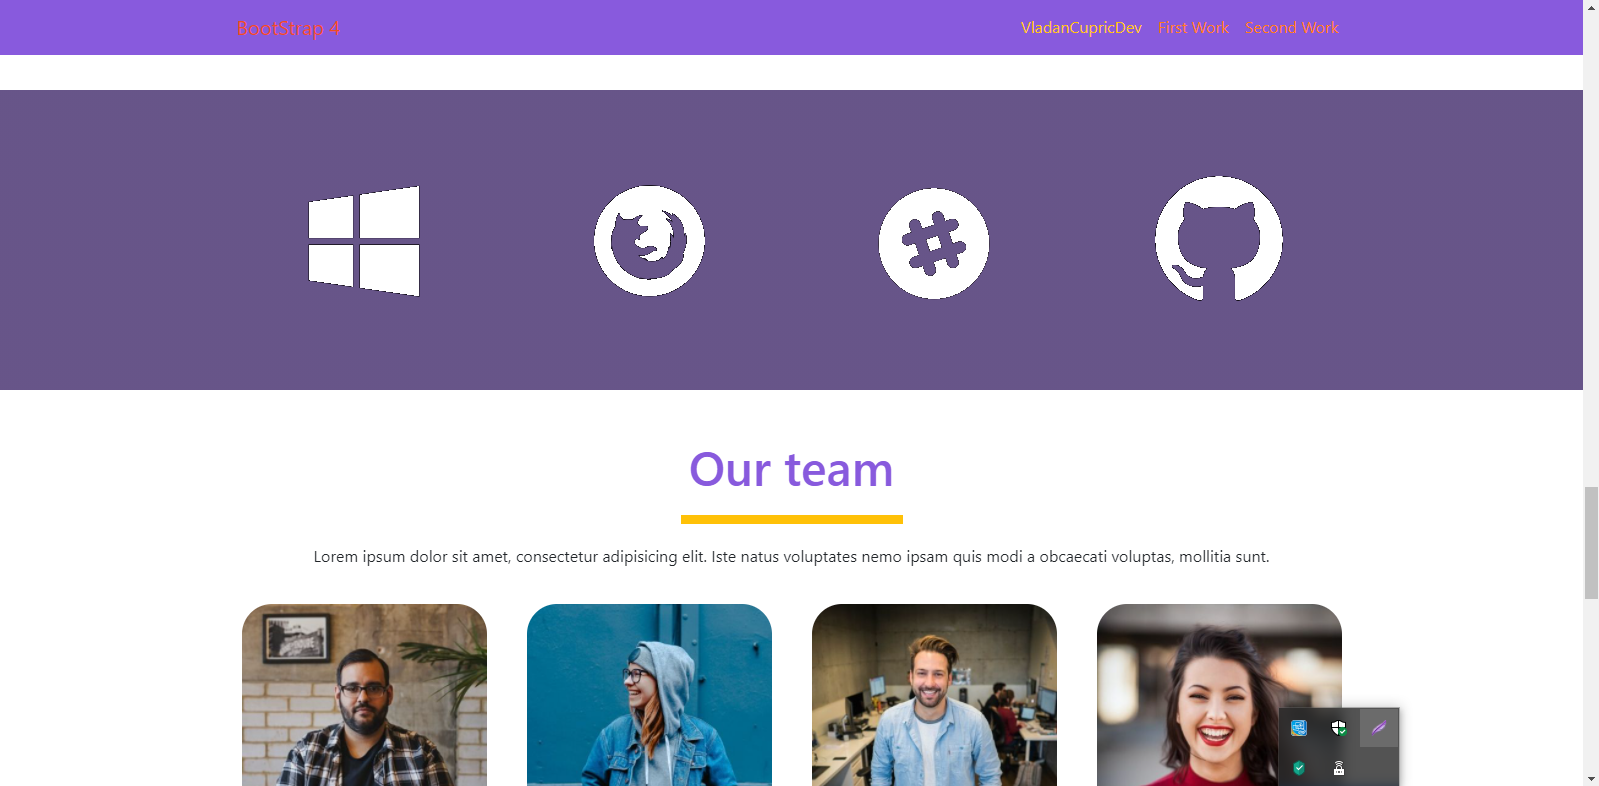 BootStrap 4
VladanCupricDev First Work Second Work
Our team
Lorem ipsum dolor sit amet, consectetur adipisicing elit. Iste natus voluptates nemo ipsam quis modi a obcaecati voluptas, mollitia sunt.